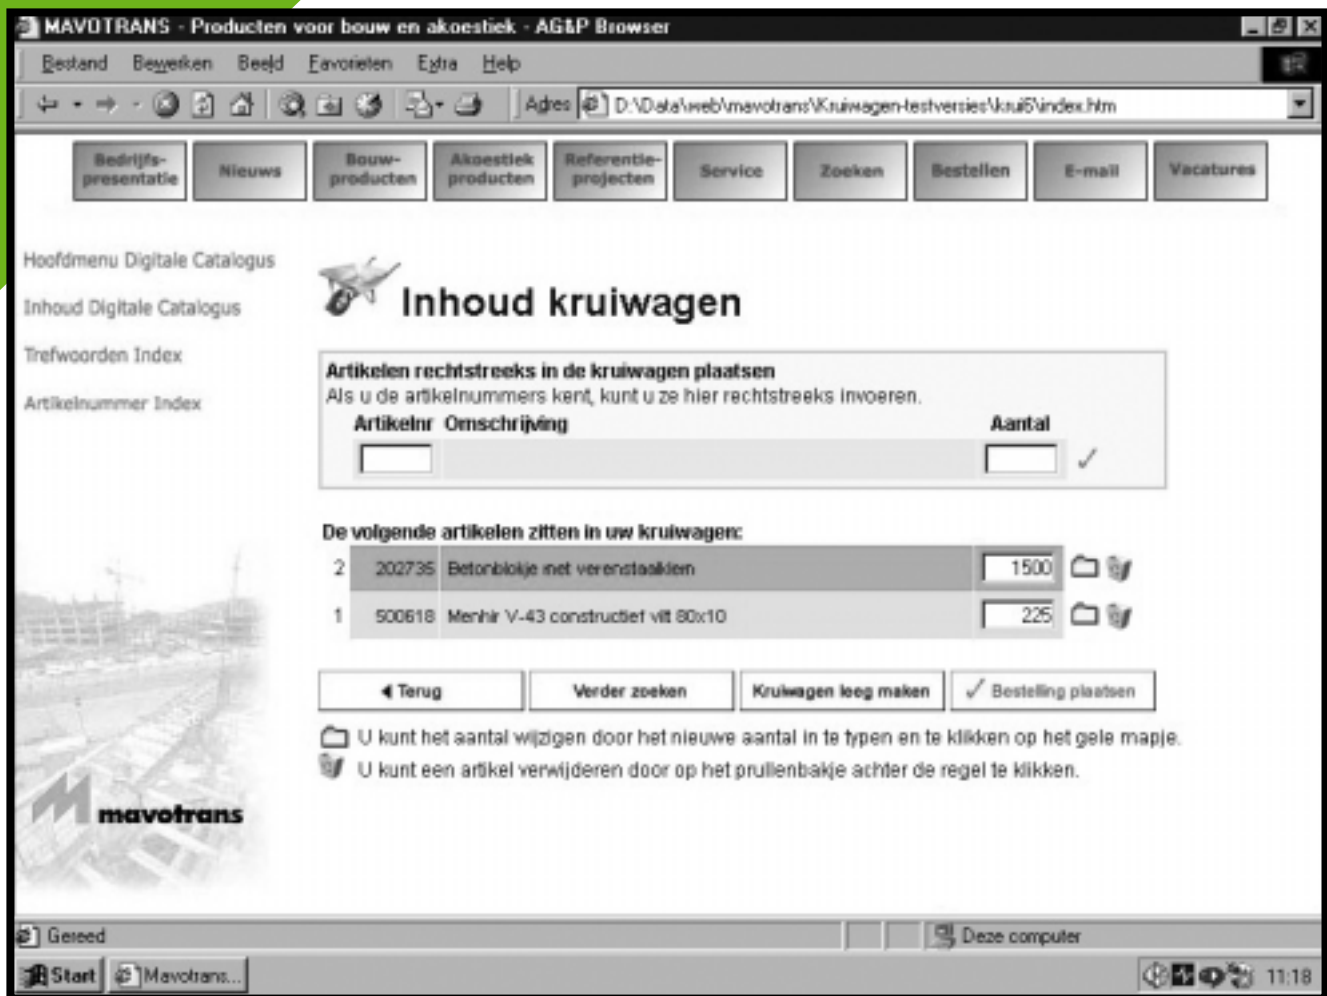 MAVOTRANS - Producten voor bouw en akoestiek - AG&P Browser
Bestand Bewerken Beeld Favorieten Extra Help
Adres D:\Data\web\mavotrans\Kruiwagen-testversies\krui6\index.htm
Bedrijfs-presentatie Nieuws Bouw-producten Akoestiek producten Referentie-projecten Service Zoeken Bestellen E-mail Vacatures
Hoofdmenu Digitale Catalogus
Inhoud Digitale Catalogus
Trefwoorden Index
Artikelnummer Index
Inhoud kruiwagen
Artikelen rechtstreeks in de kruiwagen plaatsen
Als u de artikelnummers kent, kunt u ze hier rechtstreeks invoeren.
Artikelnr Omschrijving Aantal
De volgende artikelen zitten in uw kruiwagen:
2 202735 Betonblokje met verenstaalklem 1500
1 500618 Menhir V-43 constructief vilt 80x10 225
Terug Verder zoeken Kruiwagen leeg maken Bestelling plaatsen
U kunt het aantal wijzigen door het nieuwe aantal in te typen en te klikken op het gele mapje.
U kunt een artikel verwijderen door op het prullenbakje achter de regel te klikken.
mavotrans
Gereed Deze computer
Start Mavotrans... 11:18